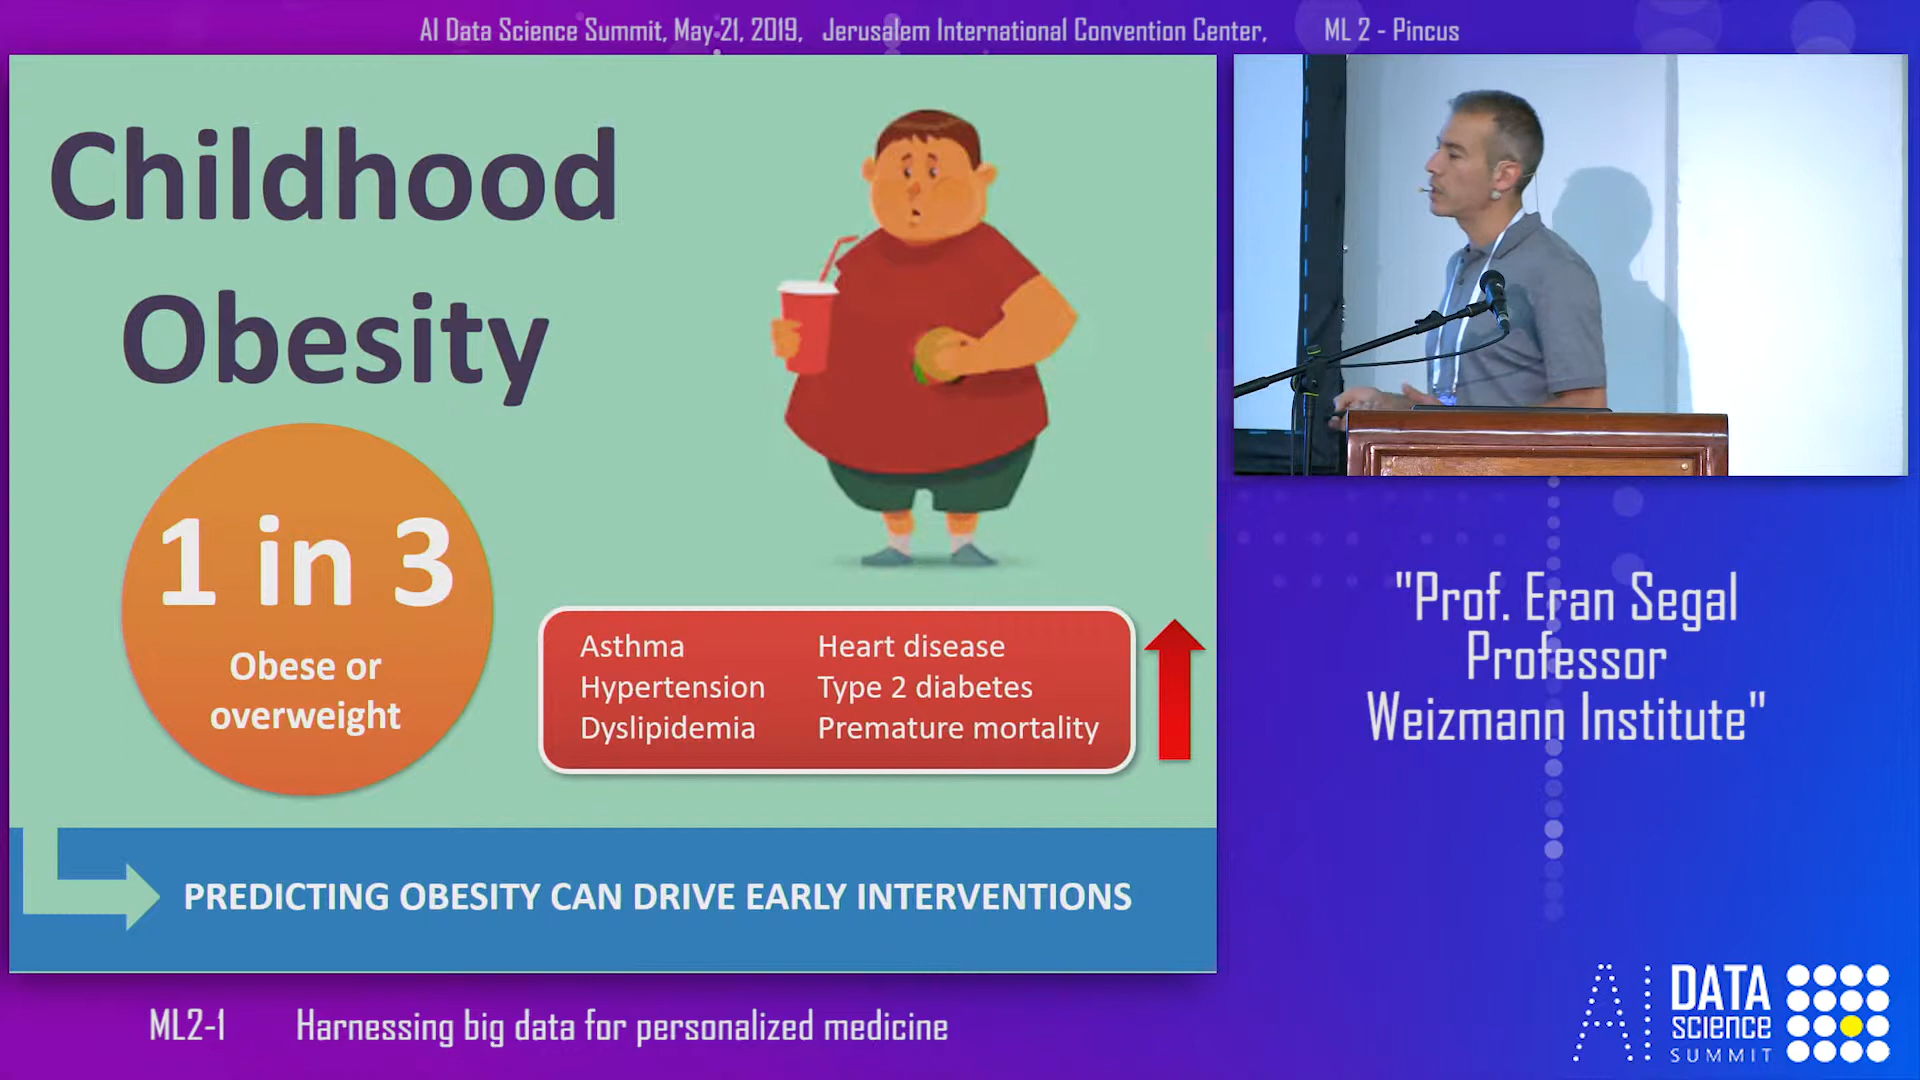 AI Data Science Summit, May 21, 2019, Jerusalem International Convention Center, ML 2 - Pincus
Childhood
Obesity
1 in 3
Obese or
overweight
Asthma Heart disease
Hypertension Type 2 diabetes
Dyslipidemia Premature mortality
PREDICTING OBESITY CAN DRIVE EARLY INTERVENTIONS
"Prof. Eran Segal
Professor
Weizmann Institute"
ML2-1 Harnessing big data for personalized medicine
AI DATA
SCIENCE
SUMMIT